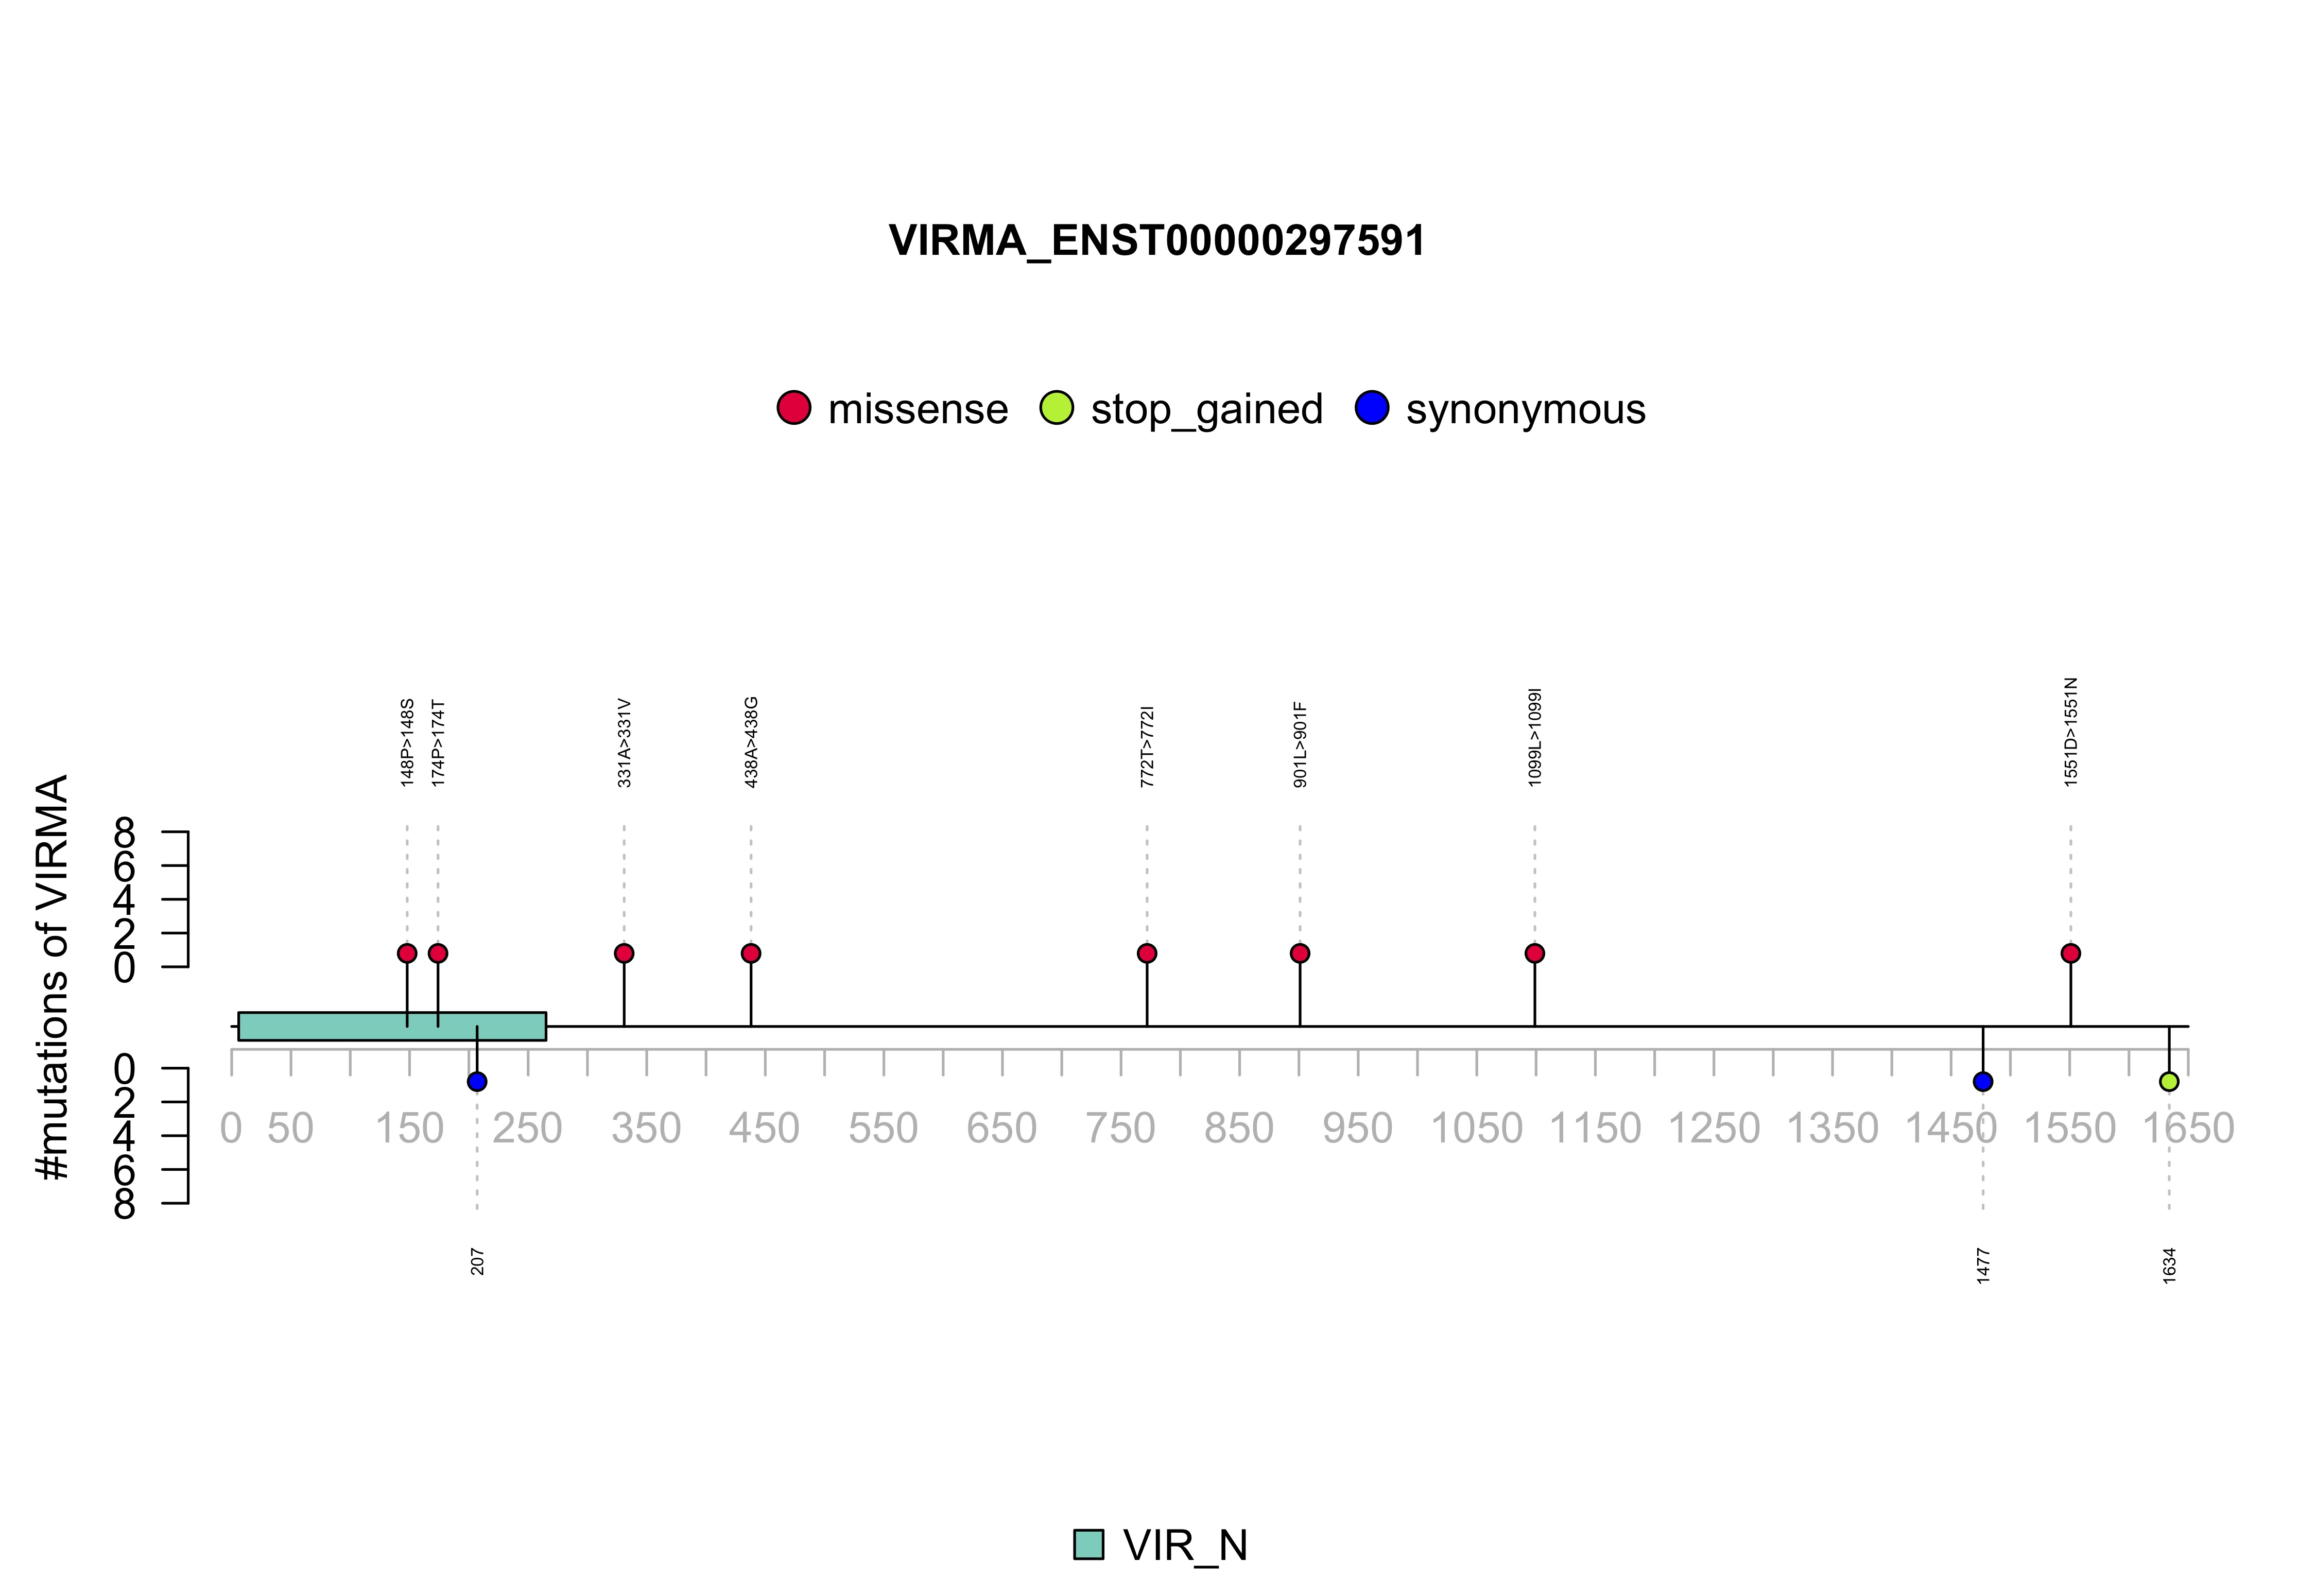 VIRMA_ENST00000297591
missense stop_gained synonymous
148P>148S 174P>174T 331A>331V 438A>438G 772T>772I 901L>901F 1099L>1099I 1551D>1551N
#mutations of VIRMA
8
6
4
2
0
0
2
4
6
8
0 50 150 250 350 450 550 650 750 850 950 1050 1150 1250 1350 1450 1550 1650
207 1477 1634
VIR_N